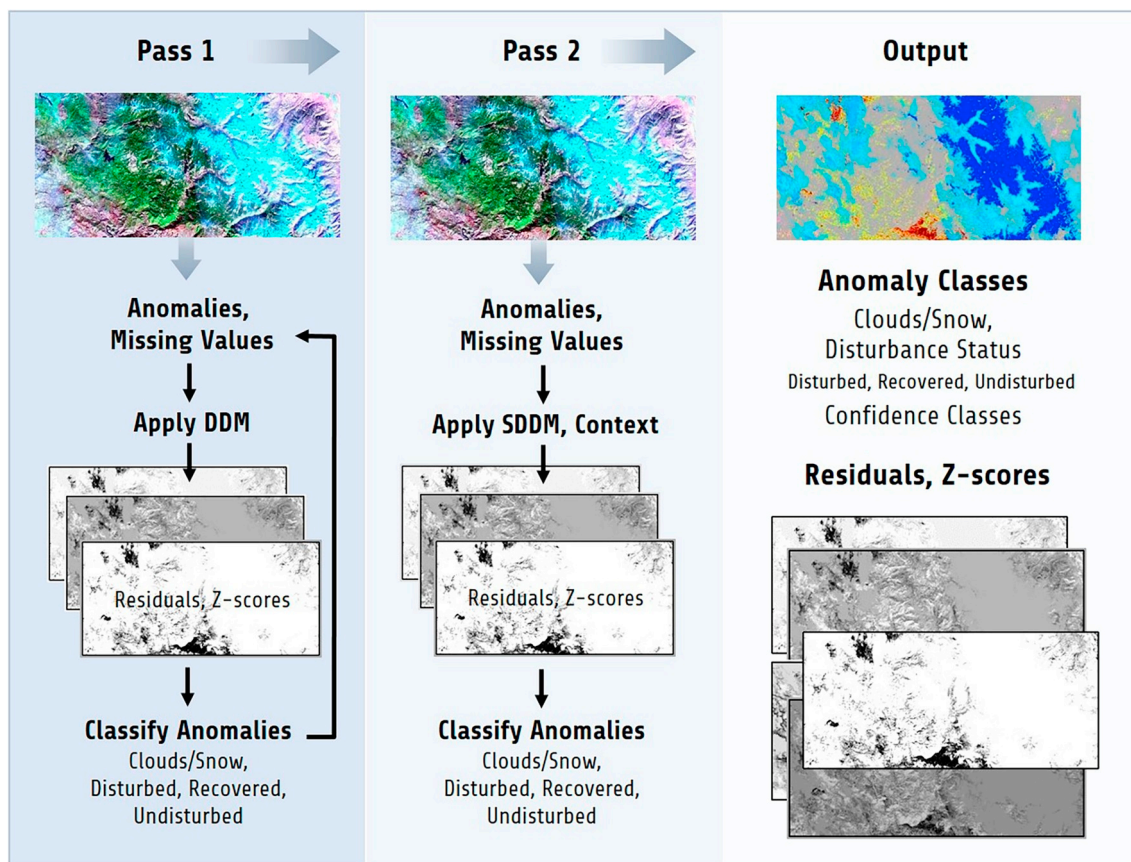 Pass 1
Anomalies,
Missing Values
Apply DDM
Residuals, Z-scores
Classify Anomalies
Clouds/Snow,
Disturbed, Recovered,
Undisturbed
Pass 2
Anomalies,
Missing Values
Apply SDDM, Context
Residuals, Z-scores
Classify Anomalies
Clouds/Snow,
Disturbed, Recovered,
Undisturbed
Output
Anomaly Classes
Clouds/Snow,
Disturbance Status
Disturbed, Recovered, Undisturbed
Confidence Classes
Residuals, Z-scores